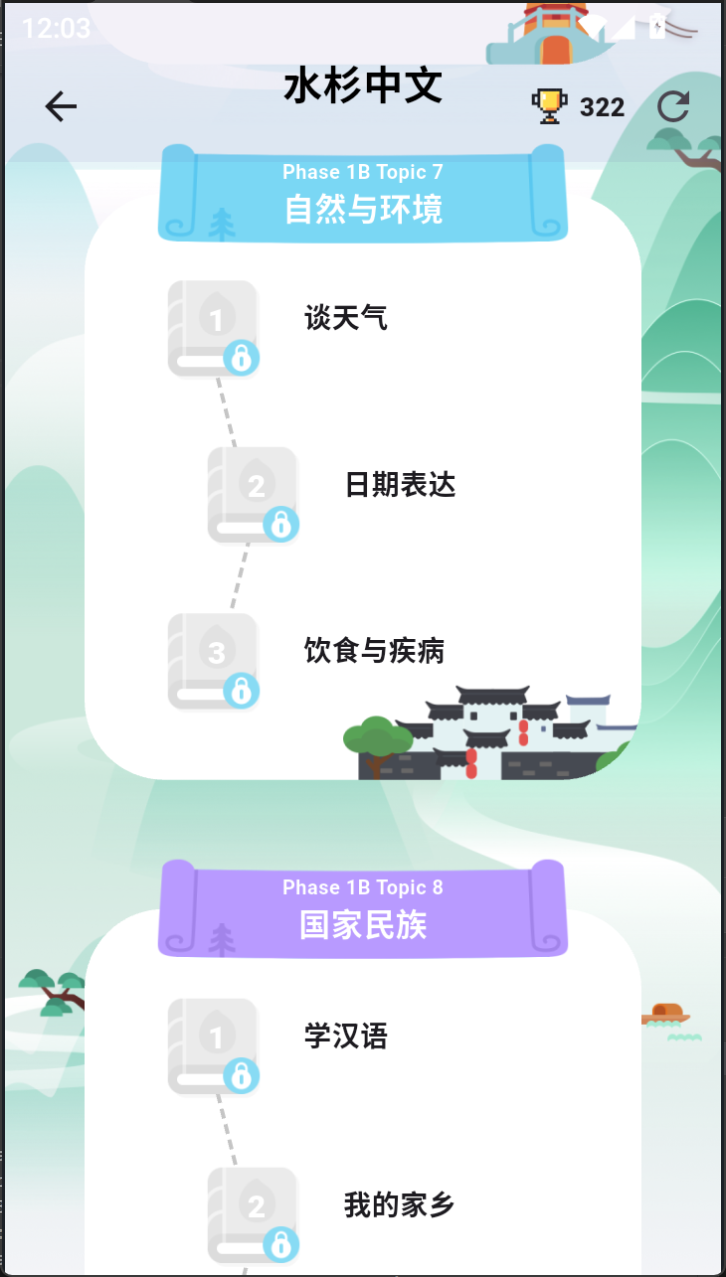 12:03
水杉中文
322
Phase 1B Topic 7
自然与环境
1
谈天气
2
日期表达
3
饮食与疾病
Phase 1B Topic 8
国家民族
1
学汉语
2
我的家乡